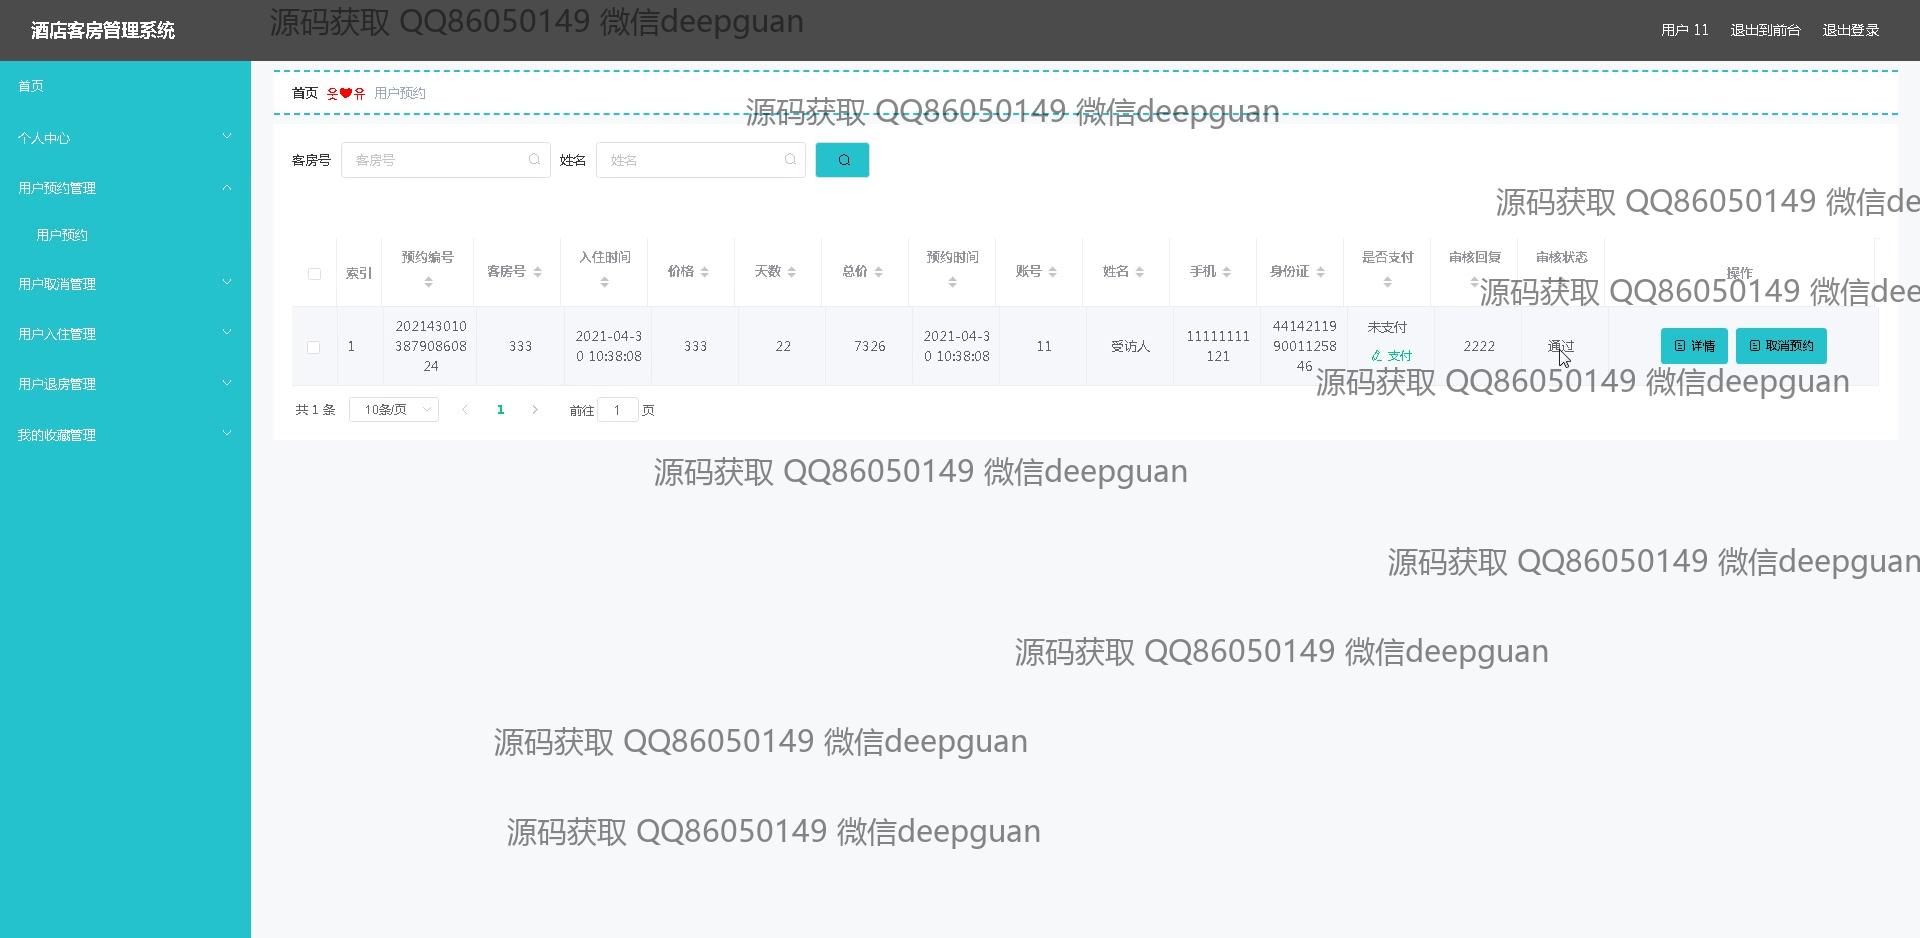 酒店客房管理系统
源码获取 QQ86050149 微信deepguan
用户 11 退出到前台 退出登录
首页
个人中心
用户预约管理
用户预约
用户取消管理
用户入住管理
用户退房管理
我的收藏管理
首页 웃❤유 用户预约
源码获取 QQ86050149 微信deepguan
客房号 客房号 姓名 姓名
源码获取 QQ86050149 微信de
索引 预约编号 客房号 入住时间 价格 天数 总价 预约时间 账号 姓名 手机 身份证 是否支付 审核回复 审核状态 操作
源码获取 QQ86050149 微信dee
202143010 2021-04-3 2021-04-3 11111111 44142119 未支付
1 387908608 333 0 10:38:08 333 22 7326 0 10:38:08 11 受访人 121 90011258 支付 2222 通过 详情 取消预约
24 46
源码获取 QQ86050149 微信deepguan
共 1 条 10条/页 1 前往 1 页
源码获取 QQ86050149 微信deepguan
源码获取 QQ86050149 微信deepguan
源码获取 QQ86050149 微信deepguan
源码获取 QQ86050149 微信deepguan
源码获取 QQ86050149 微信deepguan